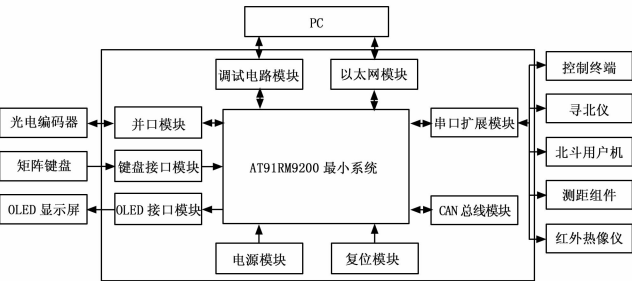 PC
调试电路模块
以太网模块
控制终端
光电编码器
并口模块
串口扩展模块
寻北仪
矩阵键盘
键盘接口模块
AT91RM9200 最小系统
北斗用户机
OLED 显示屏
OLED 接口模块
CAN 总线模块
测距组件
电源模块
复位模块
红外热像仪